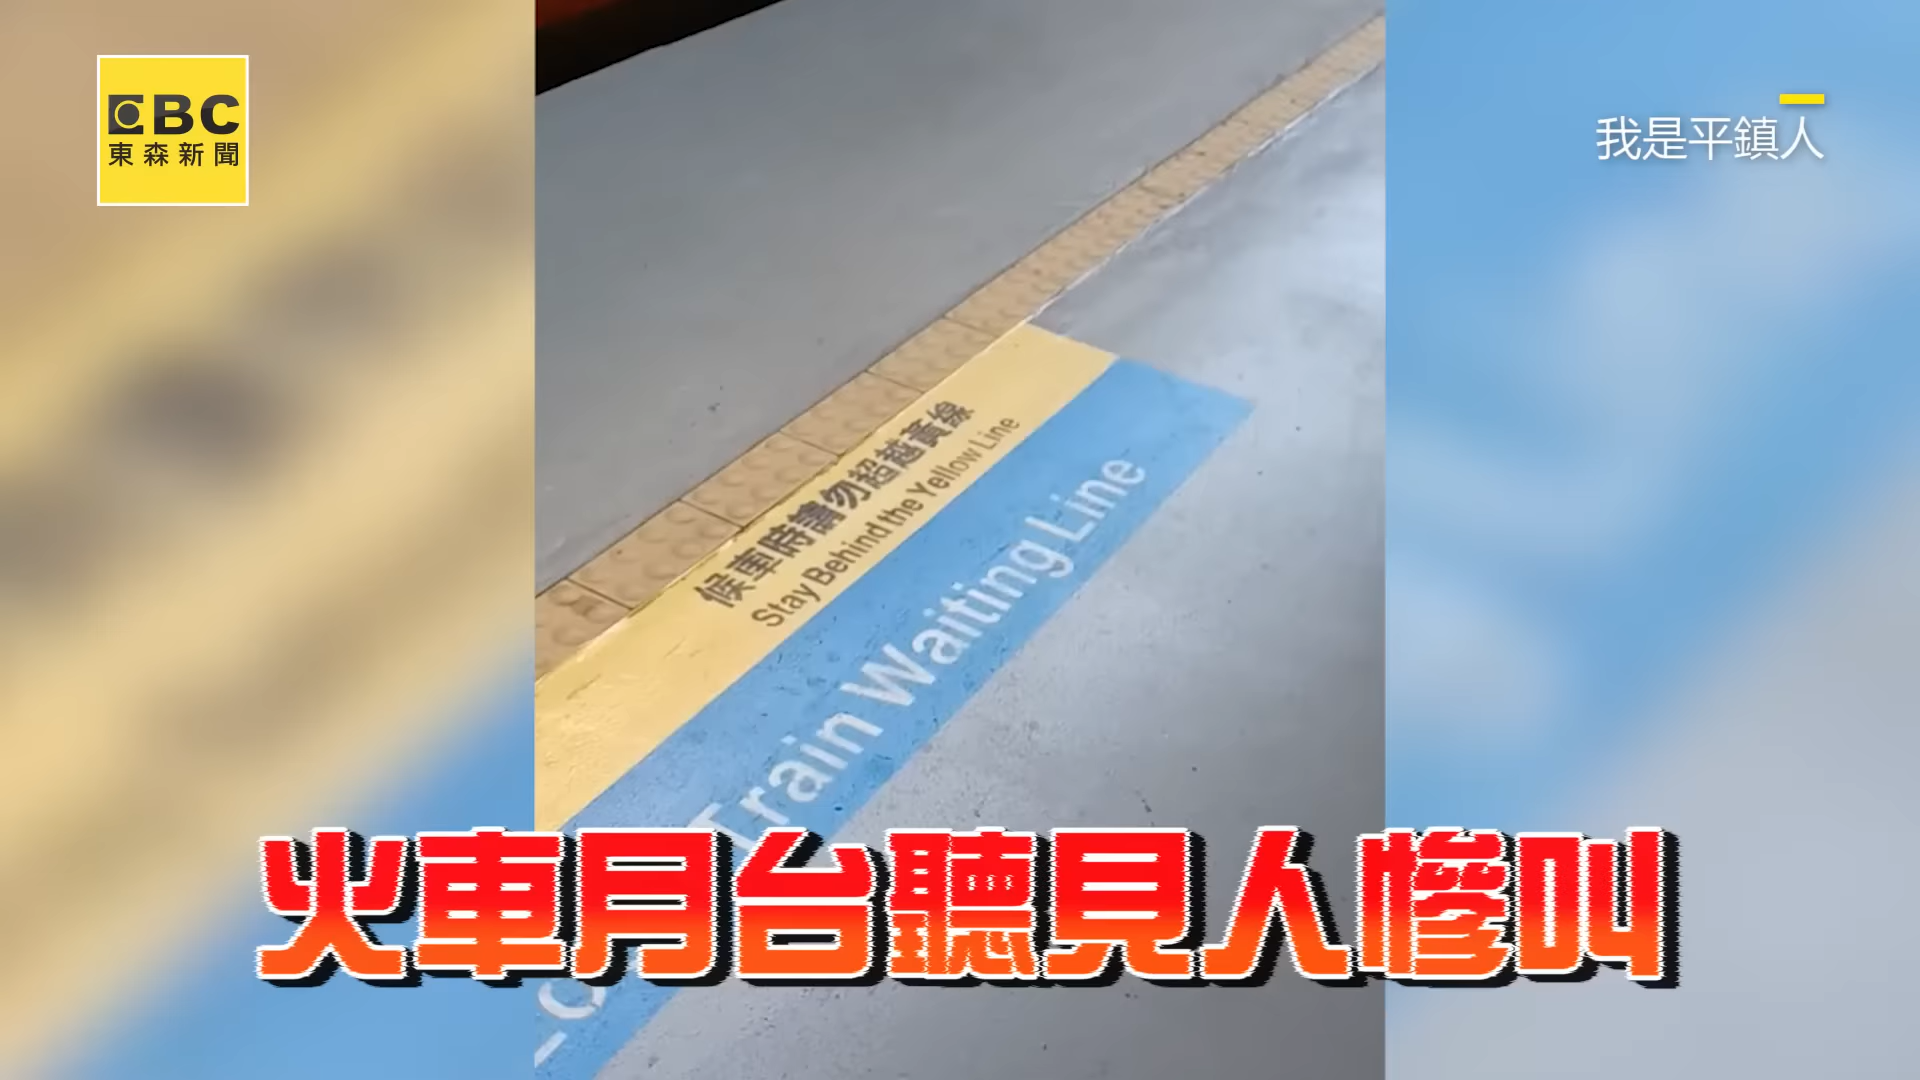 EBC
東森新聞
我是平鎮人
候車時請勿超越黃線
Stay Behind the Yellow Line
Train Waiting Line
火車月台聽見人慘叫